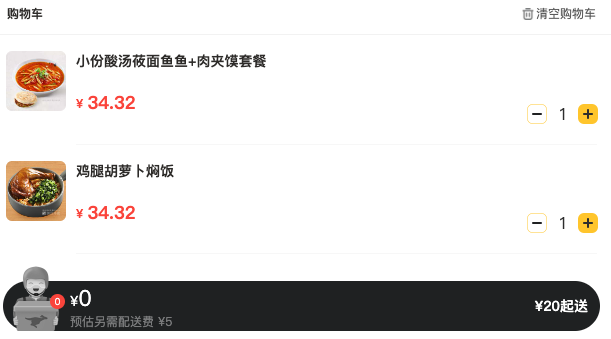 购物车
清空购物车
小份酸汤莜面鱼鱼+肉夹馍套餐
¥ 34.32
1
鸡腿胡萝卜焖饭
¥ 34.32
1
0
¥0
预估另需配送费 ¥5
¥20起送